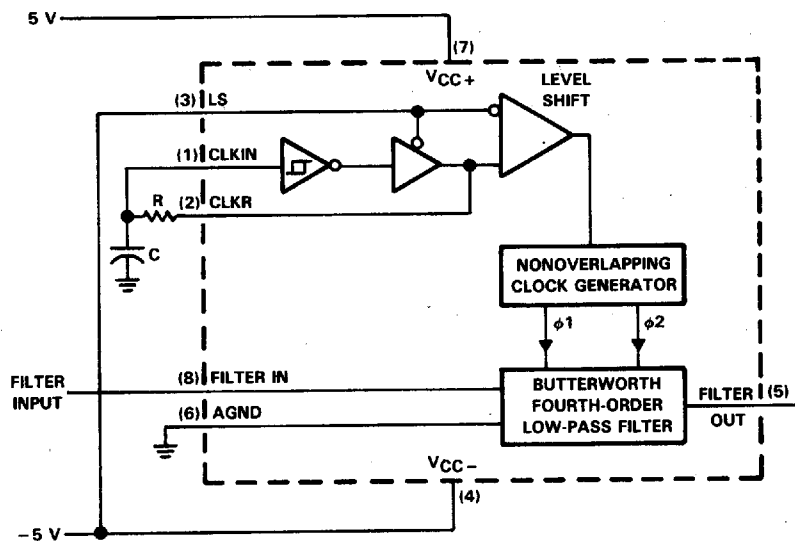 5 V
(7)
VCC+
LEVEL
SHIFT
(3) LS
(1) CLKIN
R
(2) CLKR
C
NONOVERLAPPING
CLOCK GENERATOR
ϕ1
ϕ2
FILTER
INPUT
(8) FILTER IN
(6) AGND
BUTTERWORTH
FOURTH-ORDER
LOW-PASS FILTER
FILTER
OUT
(5)
VCC−
(4)
−5 V